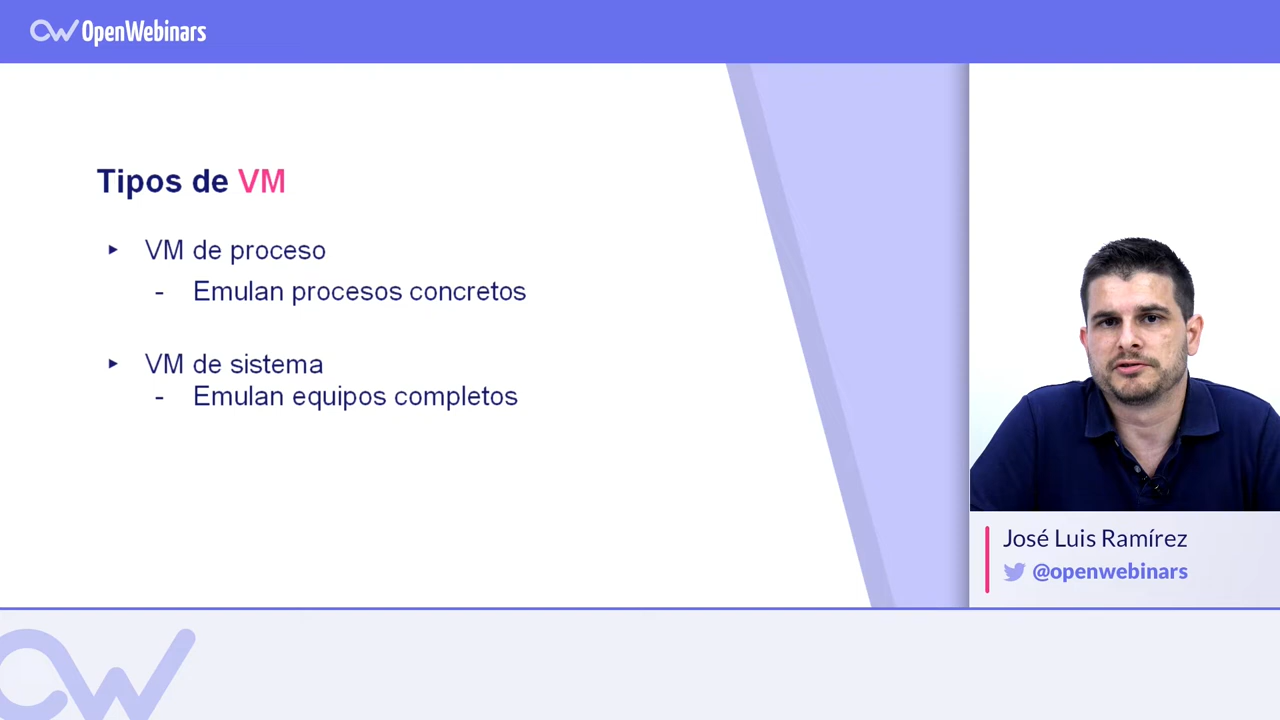 OpenWebinars
Tipos de VM
‣ VM de proceso
- Emulan procesos concretos
‣ VM de sistema
- Emulan equipos completos
José Luis Ramírez
@openwebinars